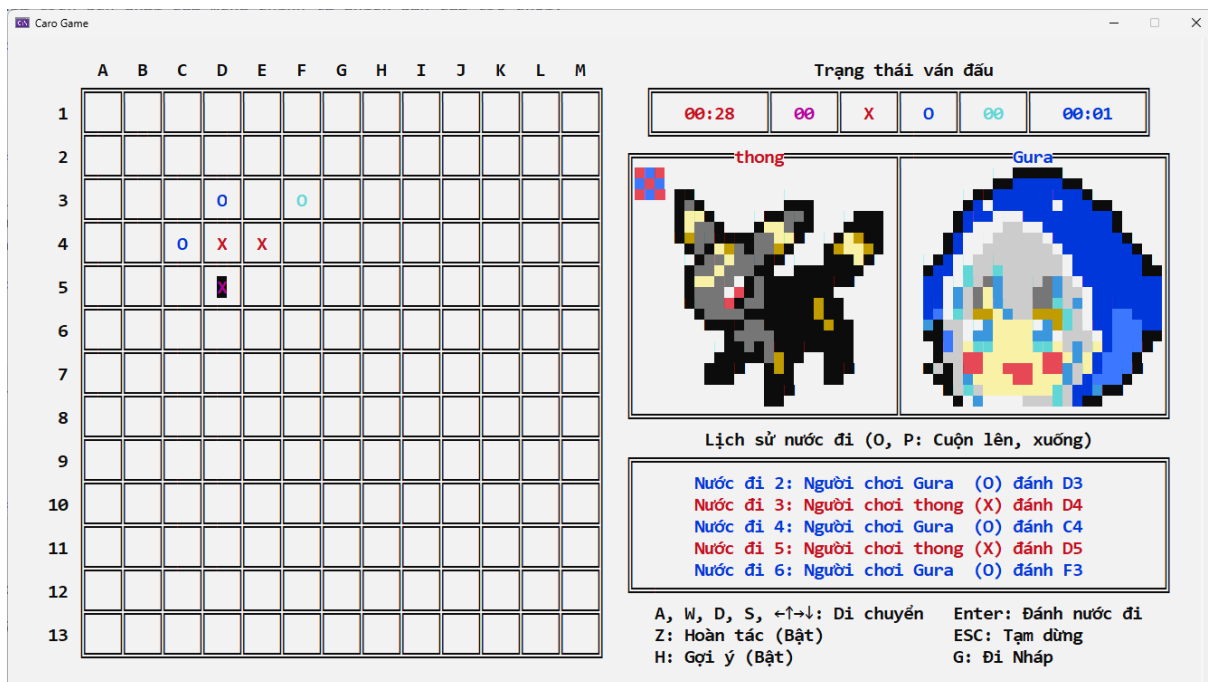 Caro Game
A B C D E F G H I J K L M
1
2
3 O O
4 O X X
5 X
6
7
8
9
10
11
12
13
Trạng thái ván đấu
00:28 00 X O 00 00:01
thong Gura
Lịch sử nước đi (O, P: Cuộn lên, xuống)
Nước đi 2: Người chơi Gura (O) đánh D3
Nước đi 3: Người chơi thong (X) đánh D4
Nước đi 4: Người chơi Gura (O) đánh C4
Nước đi 5: Người chơi thong (X) đánh D5
Nước đi 6: Người chơi Gura (O) đánh F3
A, W, D, S, ←↑→↓: Di chuyển Enter: Đánh nước đi
Z: Hoàn tác (Bật) ESC: Tạm dừng
H: Gợi ý (Bật) G: Đi Nháp